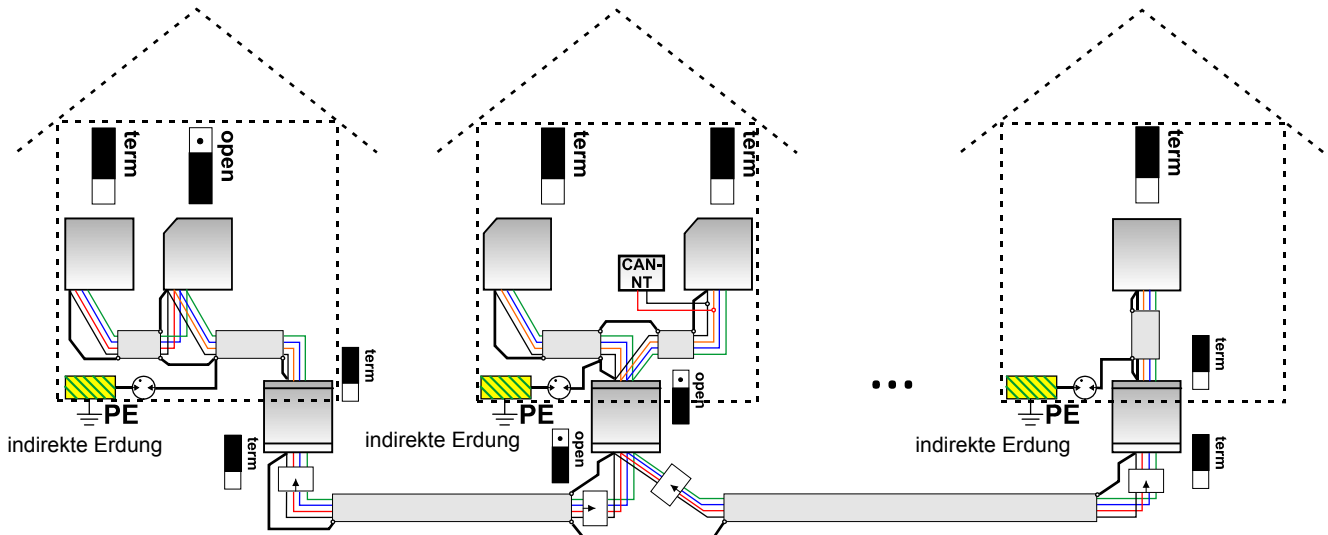 term
open
term
term
term
CAN-
NT
term
term
open
PE
PE
PE
indirekte Erdung
indirekte Erdung
indirekte Erdung
term
open
term